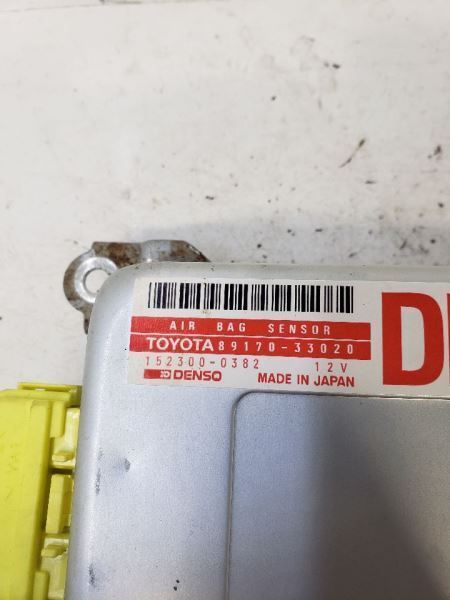 AIR BAG SENSOR
TOYOTA 89170-33020
152300-0382 12V
DENSO MADE IN JAPAN
D